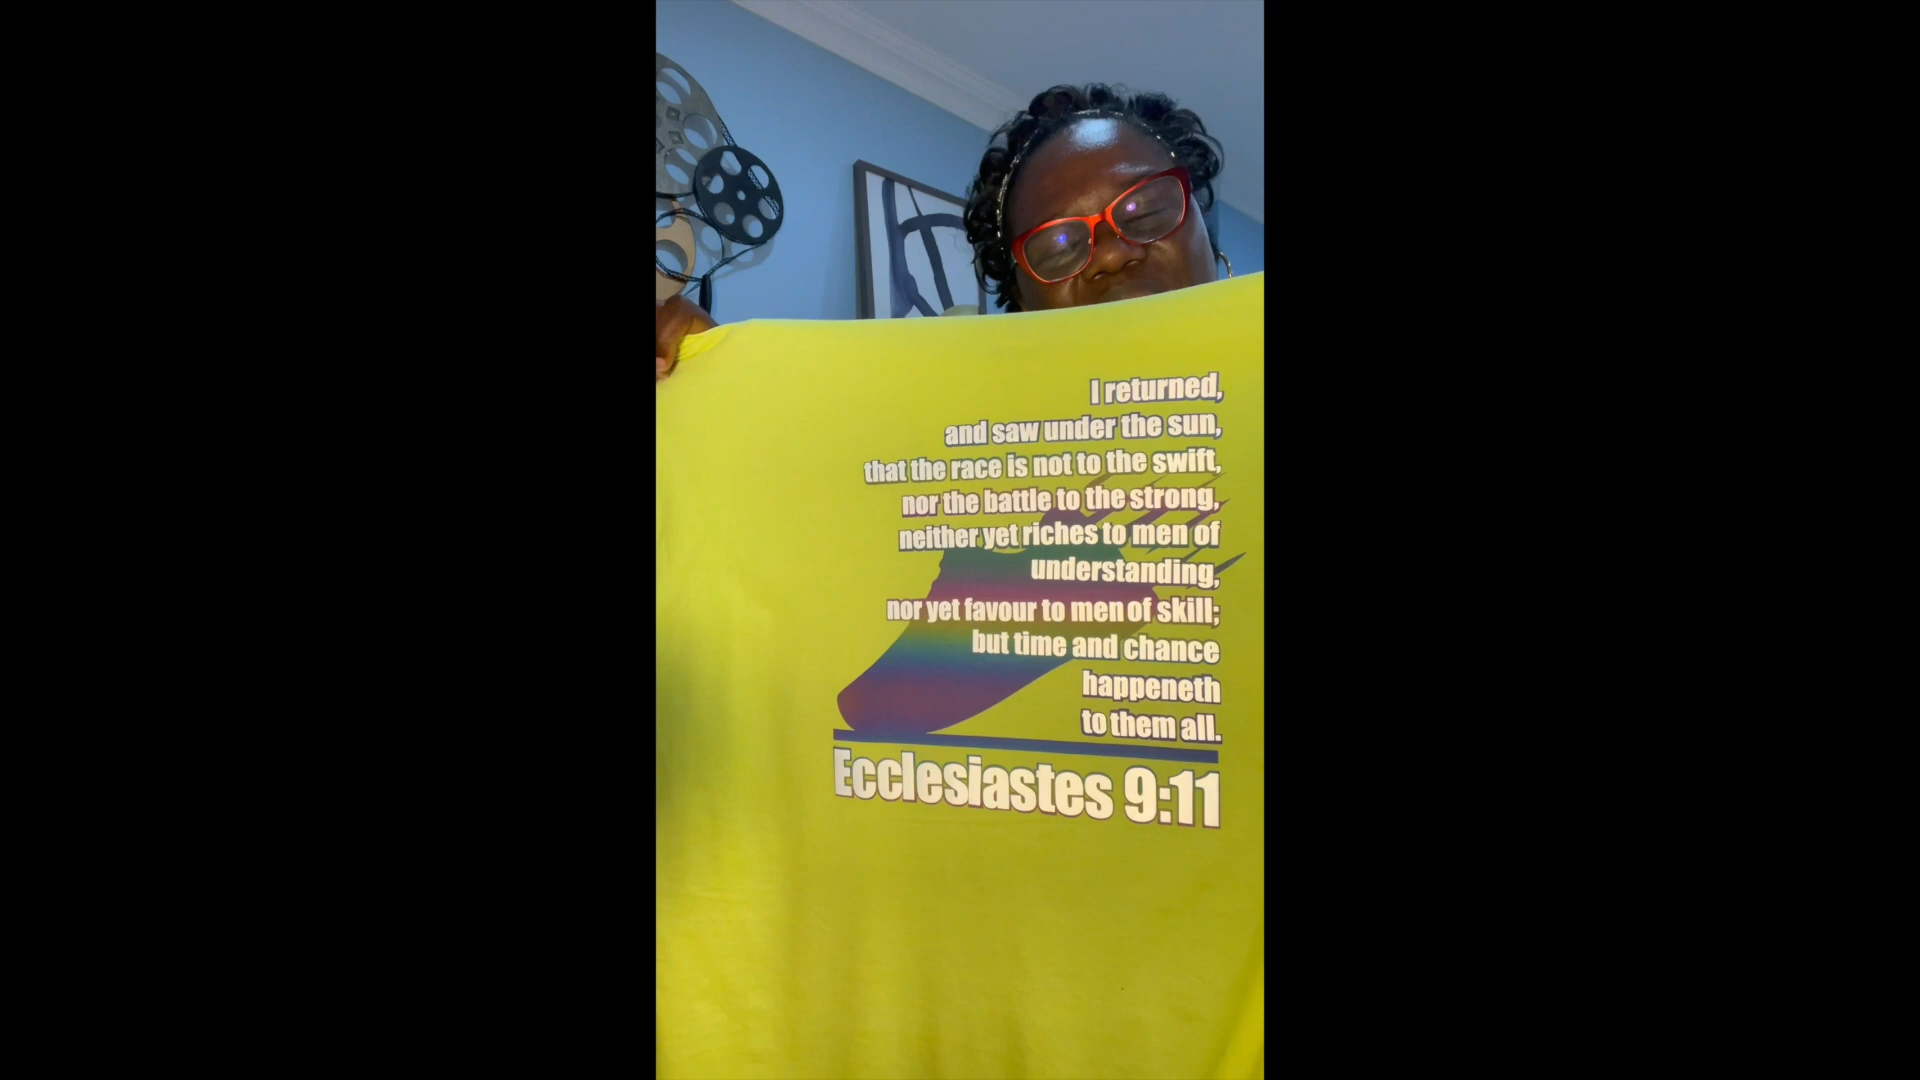 I returned,
and saw under the sun,
that the race is not to the swift,
nor the battle to the strong,
neither yet riches to men of
understanding,
nor yet favour to men of skill;
but time and chance
happeneth
to them all.
Ecclesiastes 9:11